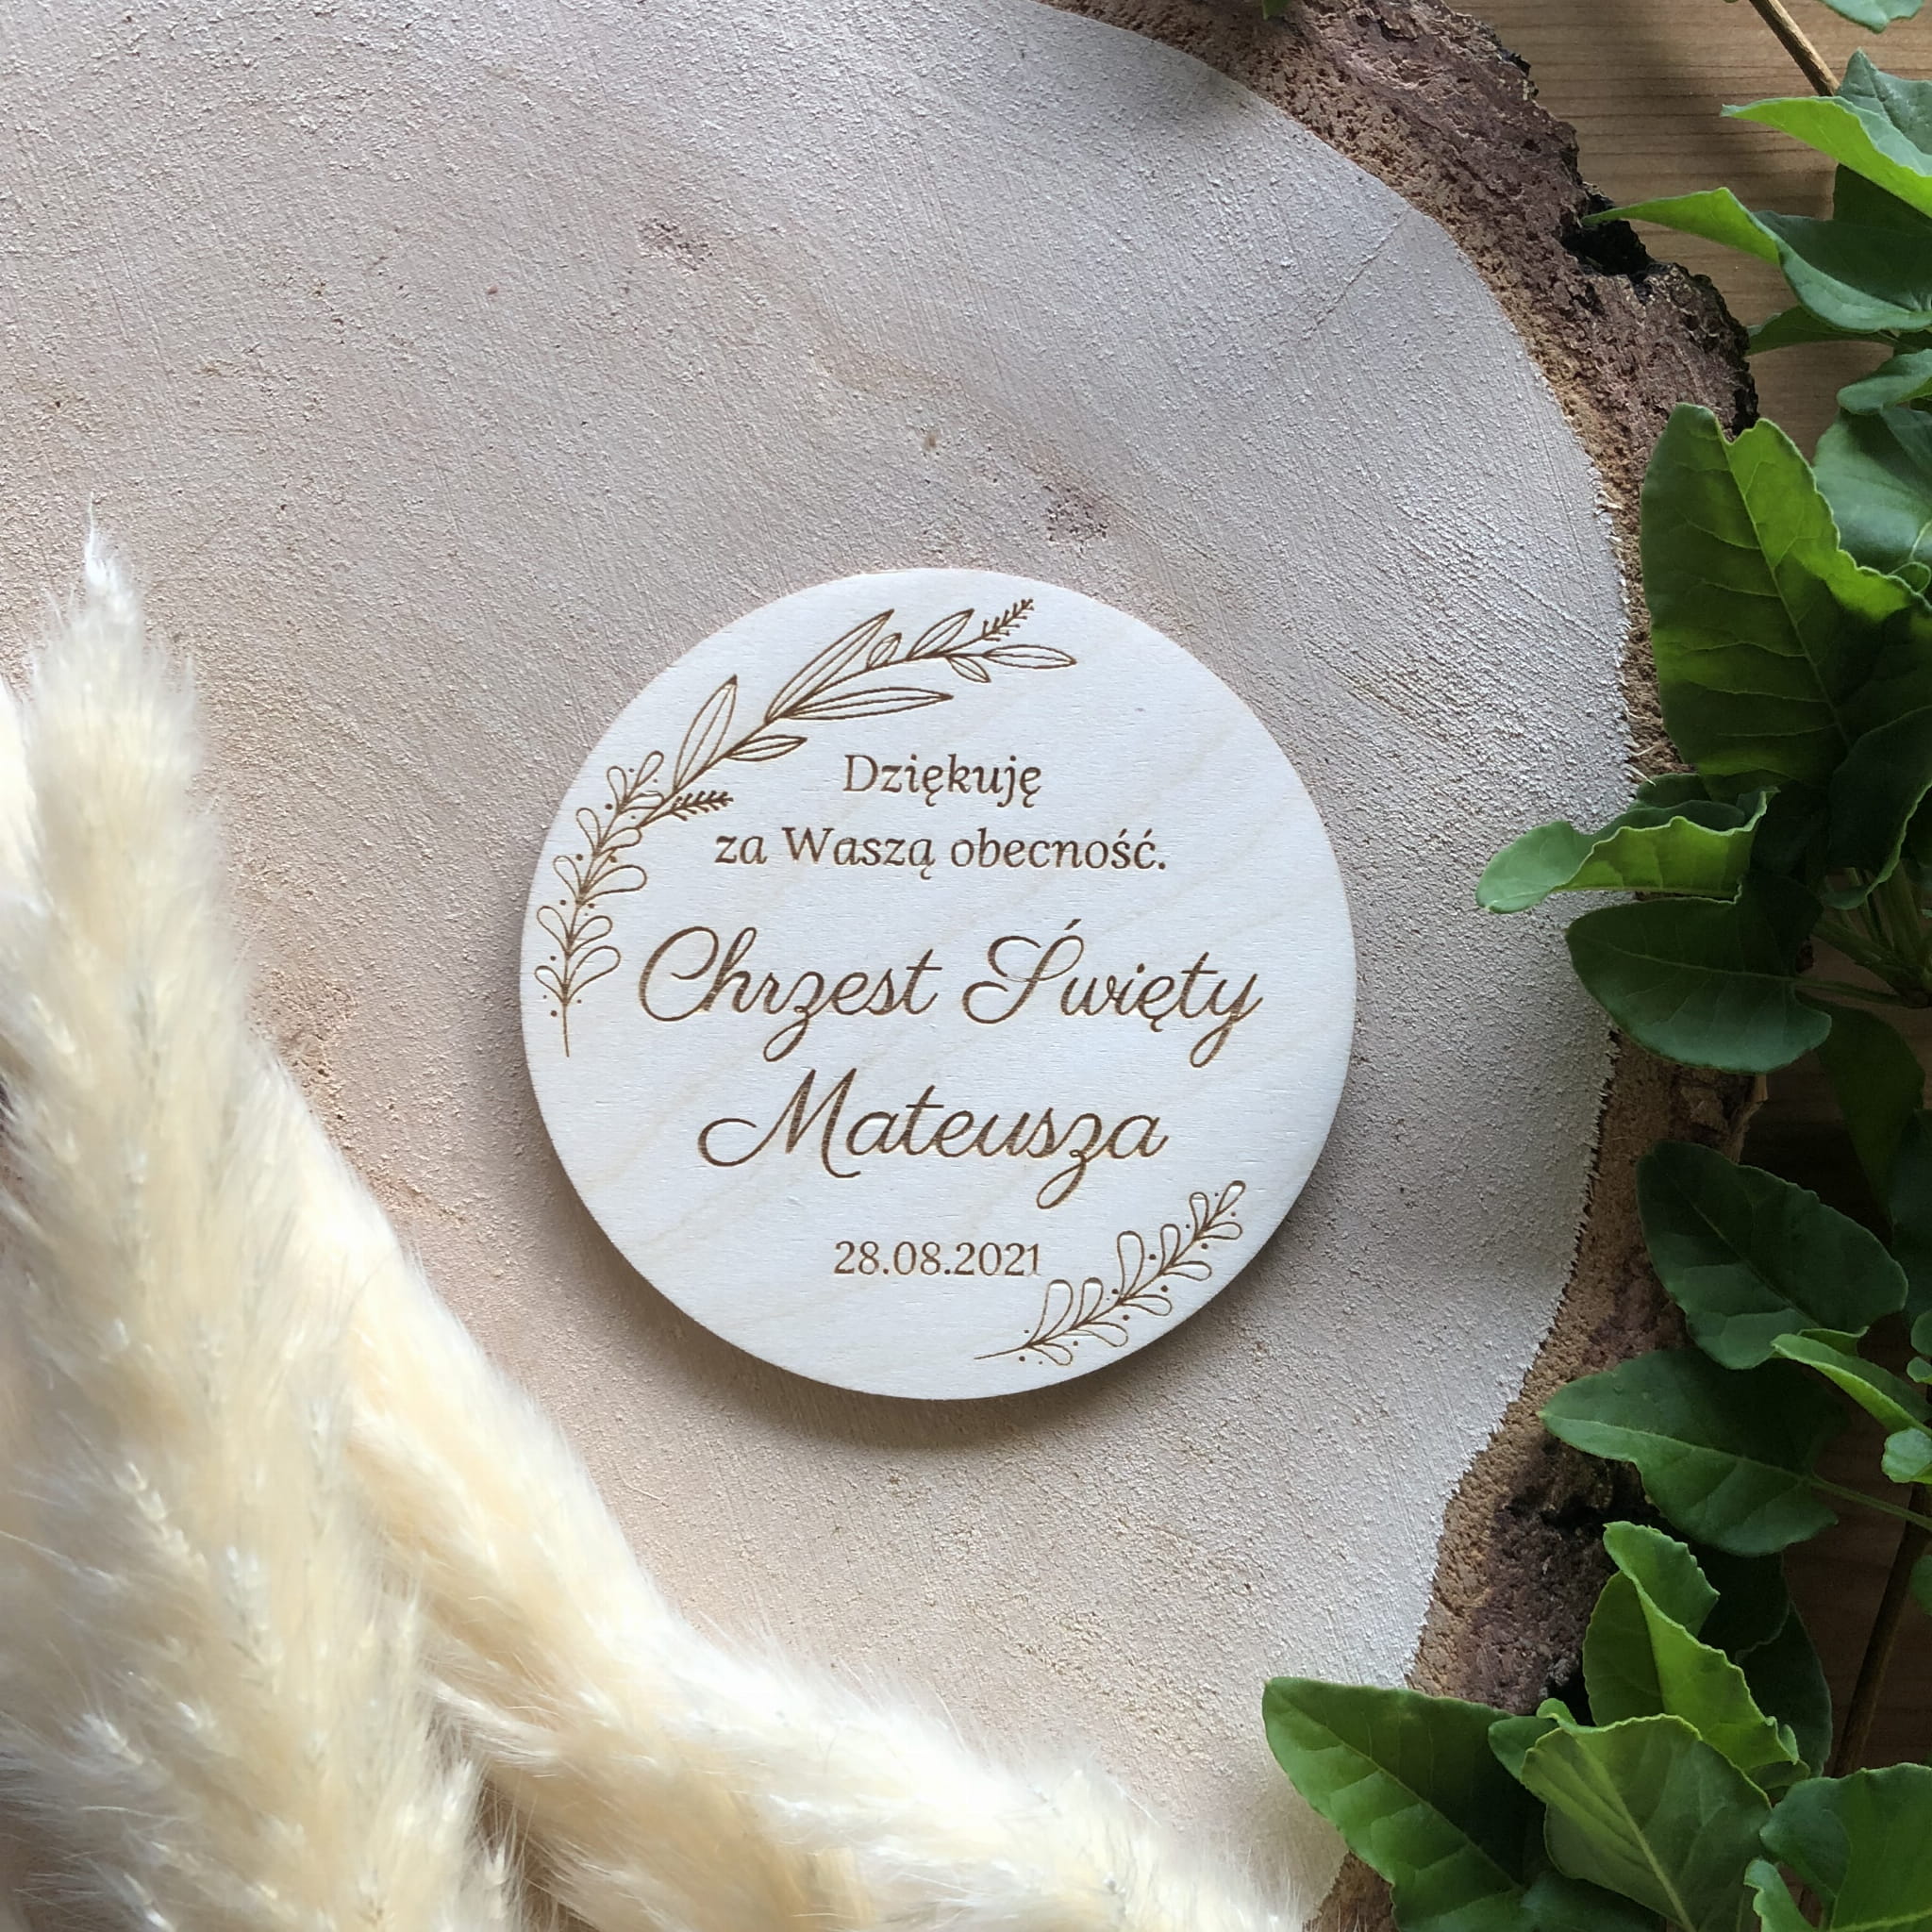 Dziękuję
za Waszą obecność.
Chrzest Święty
Mateusza
28.08.2021